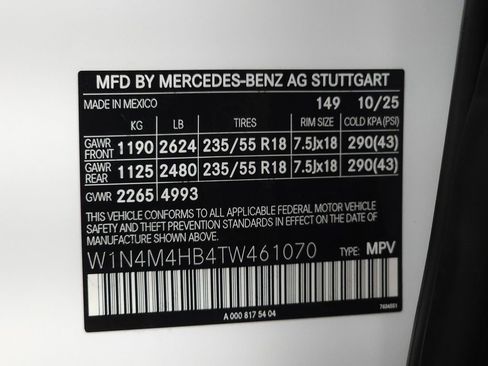 MFD BY MERCEDES-BENZ AG STUTTGART
MADE IN MEXICO 149 10/25
KG LB TIRES RIM SIZE COLD KPA(PSI)
GAWR FRONT 1190 2624 235/55 R18 7.5Jx18 290(43)
GAWR REAR 1125 2480 235/55 R18 7.5Jx18 290(43)
GVWR 2265 4993
THIS VEHICLE CONFORMS TO ALL APPLICABLE FEDERAL MOTOR VEHICLE
SAFETY AND THEFT PREVENTION STANDARDS IN EFFECT ON THE DATE OF
MANUFACTURE SHOWN ABOVE.
W1N4M4HB4TW461070 TYPE: MPV
A 000 817 54 04